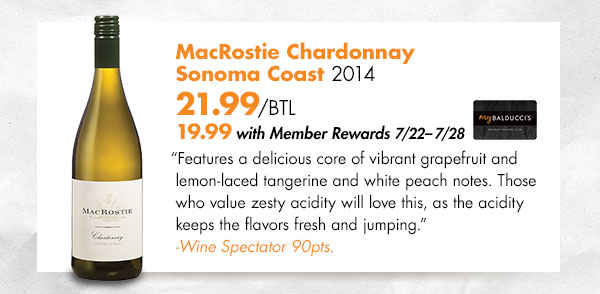 MacRostie Chardonnay
Sonoma Coast 2014
21.99/BTL
19.99 with Member Rewards 7/22–7/28
my BALDUCCI'S
“Features a delicious core of vibrant grapefruit and
lemon-laced tangerine and white peach notes. Those
who value zesty acidity will love this, as the acidity
keeps the flavors fresh and jumping.”
-Wine Spectator 90pts.
MACROSTIE
Chardonnay